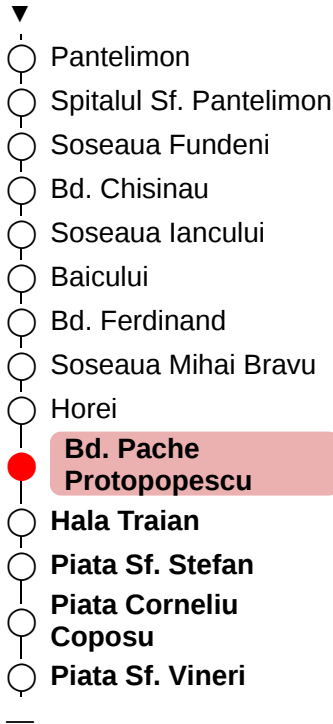 Pantelimon
Spitalul Sf. Pantelimon
Soseaua Fundeni
Bd. Chisinau
Soseaua Iancului
Baicului
Bd. Ferdinand
Soseaua Mihai Bravu
Horei
Bd. Pache
Protopopescu
Hala Traian
Piata Sf. Stefan
Piata Corneliu
Coposu
Piata Sf. Vineri